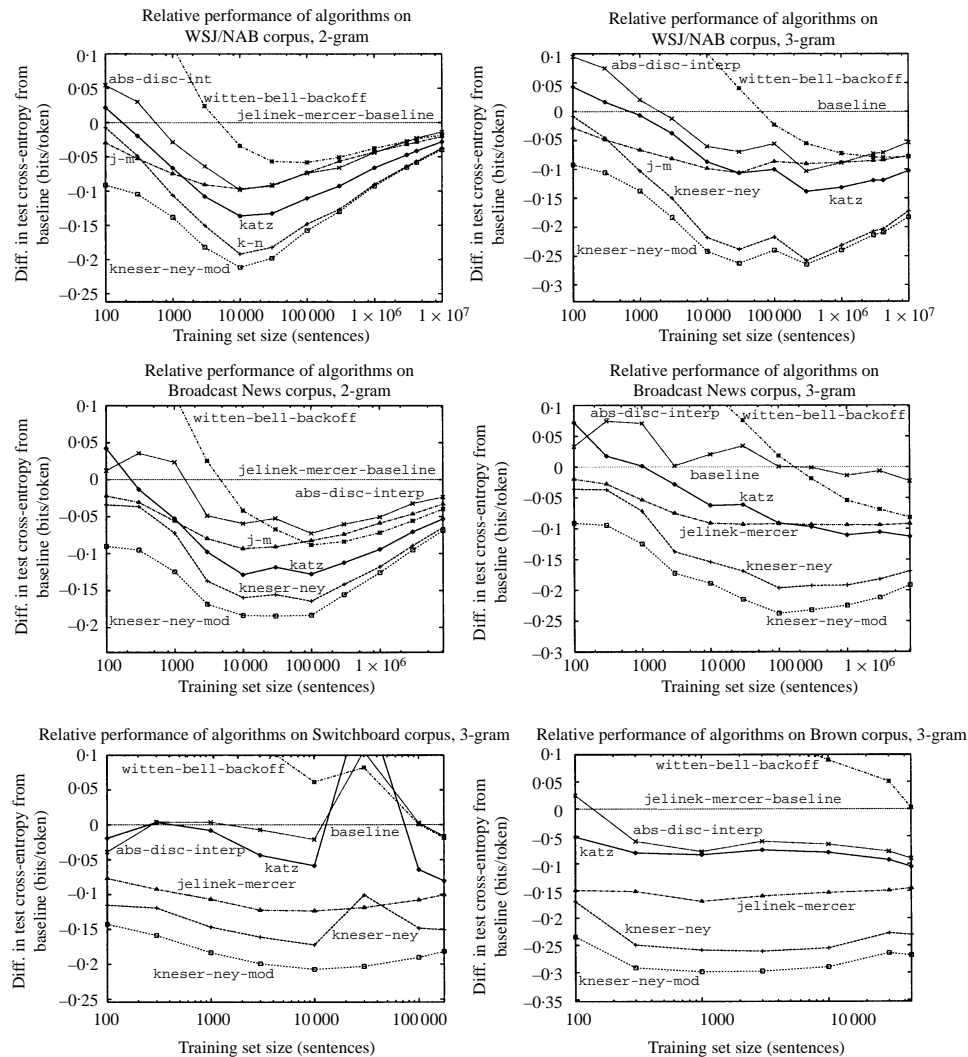 Relative performance of algorithms on
WSJ/NAB corpus, 2-gram
Diff. in test cross-entropy from
baseline (bits/token)
0·1
0·05
0
–0·05
–0·1
–0·15
–0·2
–0·25
abs-disc-int
witten-bell-backoff
jelinek-mercer-baseline
j-m
katz
k-n
kneser-ney-mod
100 1000 10 000 100 000 1 × 10⁶ 1 × 10⁷
Training set size (sentences)
Relative performance of algorithms on
WSJ/NAB corpus, 3-gram
Diff. in test cross-entropy from
baseline (bits/token)
0·1
0·05
0
–0·05
–0·1
–0·15
–0·2
–0·25
–0·3
abs-disc-interp
witten-bell-backoff
baseline
j-m
kneser-ney
katz
kneser-ney-mod
100 1000 10 000 100 000 1 × 10⁶ 1 × 10⁷
Training set size (sentences)
Relative performance of algorithms on
Broadcast News corpus, 2-gram
Diff. in test cross-entropy from
baseline (bits/token)
0·1
0·05
0
–0·05
–0·1
–0·15
–0·2
witten-bell-backoff
jelinek-mercer-baseline
abs-disc-interp
j-m
katz
kneser-ney
kneser-ney-mod
100 1000 10 000 100 000 1 × 10⁶
Training set size (sentences)
Relative performance of algorithms on
Broadcast News corpus, 3-gram
Diff. in test cross-entropy from
baseline (bits/token)
0·1
0·05
0
–0·05
–0·1
–0·15
–0·2
–0·25
–0·3
abs-disc-interp
witten-bell-backoff
baseline
katz
jelinek-mercer
kneser-ney
kneser-ney-mod
100 1000 10 000 100 000 1 × 10⁶
Training set size (sentences)
Relative performance of algorithms on Switchboard corpus, 3-gram
Diff. in test cross-entropy from
baseline (bits/token)
0·1
0·05
0
–0·05
–0·1
–0·15
–0·2
–0·25
witten-bell-backoff
baseline
abs-disc-interp
katz
jelinek-mercer
kneser-ney
kneser-ney-mod
100 1000 10 000 100 000
Training set size (sentences)
Relative performance of algorithms on Brown corpus, 3-gram
Diff. in test cross-entropy from
baseline (bits/token)
0·1
0·05
0
–0·05
–0·1
–0·15
–0·2
–0·25
–0·3
–0·35
witten-bell-backoff
jelinek-mercer-baseline
abs-disc-interp
katz
jelinek-mercer
kneser-ney
kneser-ney-mod
100 1000 10 000
Training set size (sentences)